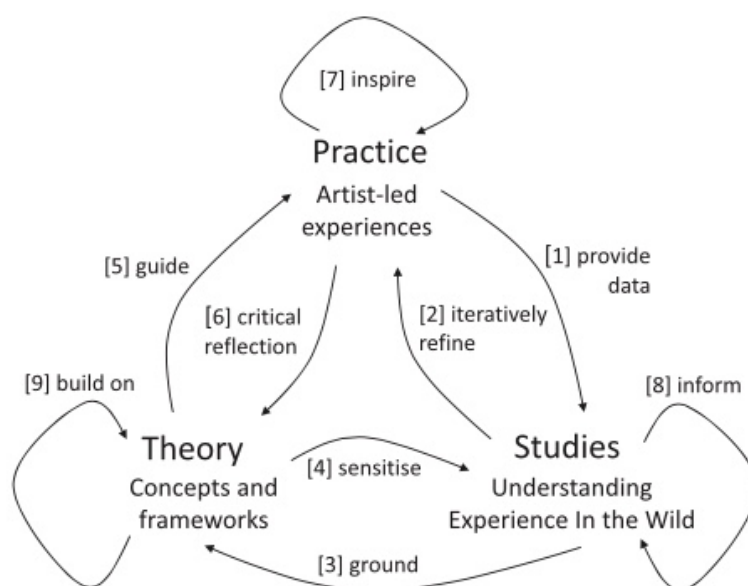 [7] inspire
Practice
Artist-led
experiences
[5] guide
[1] provide
data
[6] critical
reflection
[2] iteratively
refine
[9] build on
[8] inform
Theory
Concepts and
frameworks
[4] sensitise
Studies
Understanding
Experience In the Wild
[3] ground